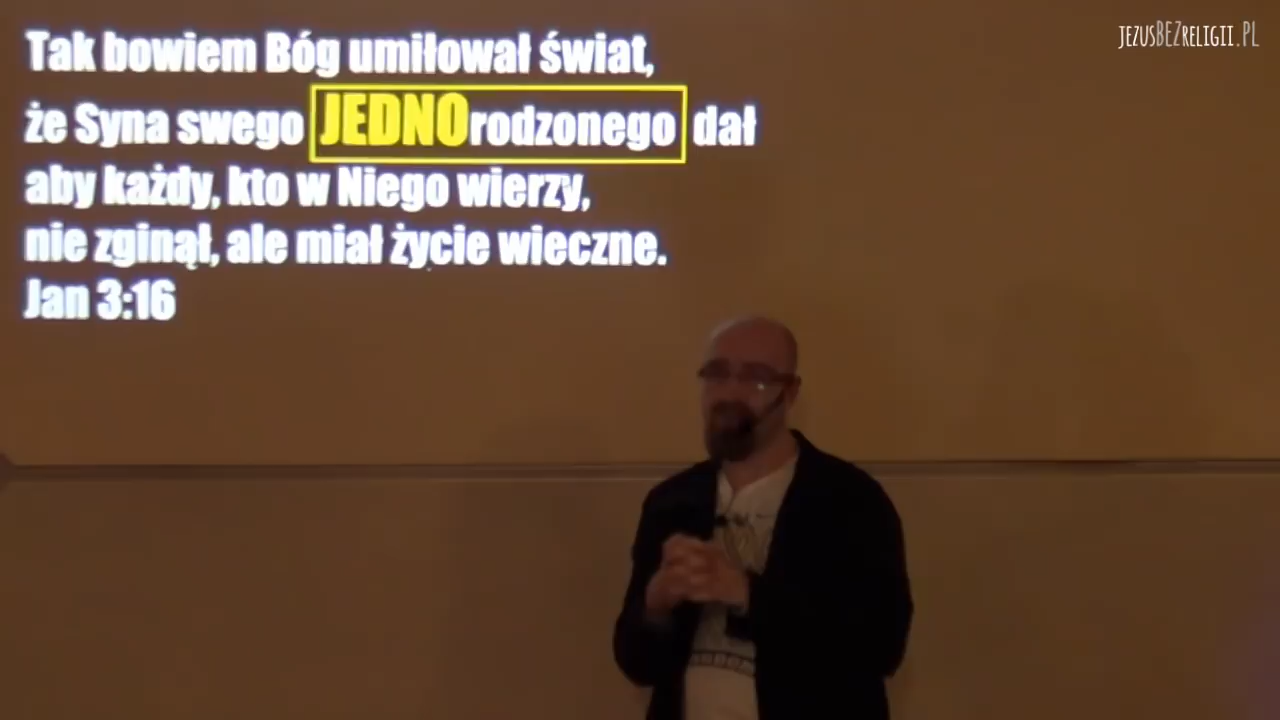 Tak bowiem Bóg umiłował świat,
że Syna swego JEDNOrodzonego dał
aby każdy, kto w Niego wierzy,
nie zginął, ale miał życie wieczne.
Jan 3:16
JEZUSBEZRELIGII.PL